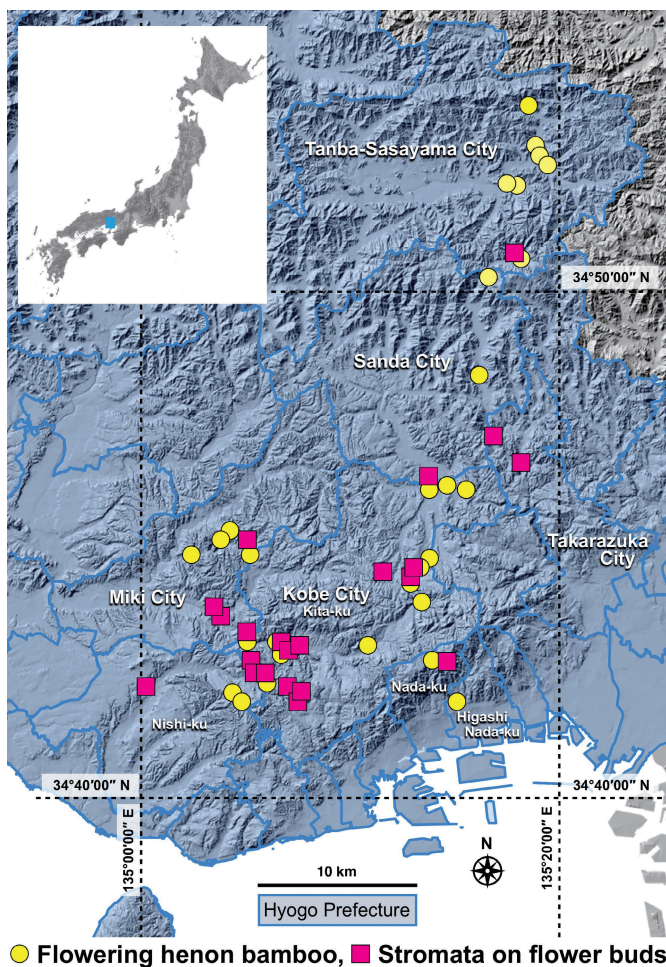 Tanba-Sasayama City
34°50'00" N
Sanda City
Takarazuka
City
Kobe City
Kita-ku
Miki City
Nada-ku
Nishi-ku
Higashi
Nada-ku
34°40'00" N
34°40'00" N
135°00'00" E
135°20'00" E
N
10 km
Hyogo Prefecture
Flowering henon bamboo, Stromata on flower buds